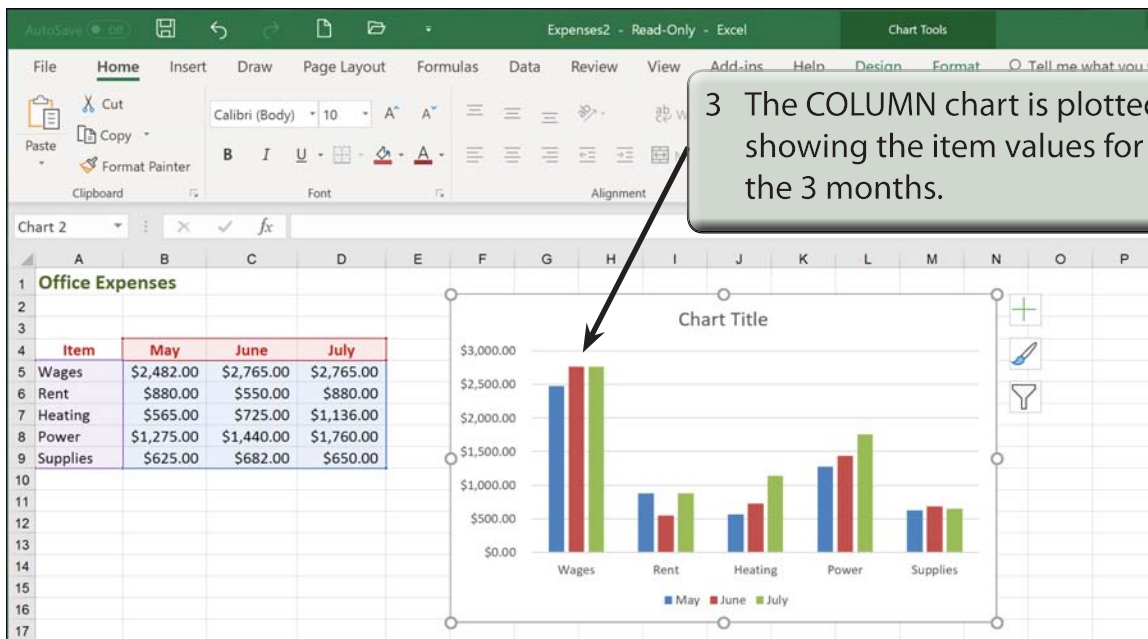 AutoSave Off Expenses2 - Read-Only - Excel Chart Tools
File Home Insert Draw Page Layout Formulas Data Review View Add-ins Help Design Format Tell me what you
Cut
Copy
Format Painter
Paste
Calibri (Body) 10 A A
B I U A
ab
Clipboard Font Alignment
3 The COLUMN chart is plotted
showing the item values for
the 3 months.
Chart 2 fx
A B C D E F G H I J K L M N O P
1 Office Expenses
2
3
4 Item May June July
5 Wages $2,482.00 $2,765.00 $2,765.00
6 Rent $880.00 $550.00 $880.00
7 Heating $565.00 $725.00 $1,136.00
8 Power $1,275.00 $1,440.00 $1,760.00
9 Supplies $625.00 $682.00 $650.00
10
11
12
13
14
15
16
17
Chart Title
$3,000.00
$2,500.00
$2,000.00
$1,500.00
$1,000.00
$500.00
$0.00
Wages Rent Heating Power Supplies
May June July